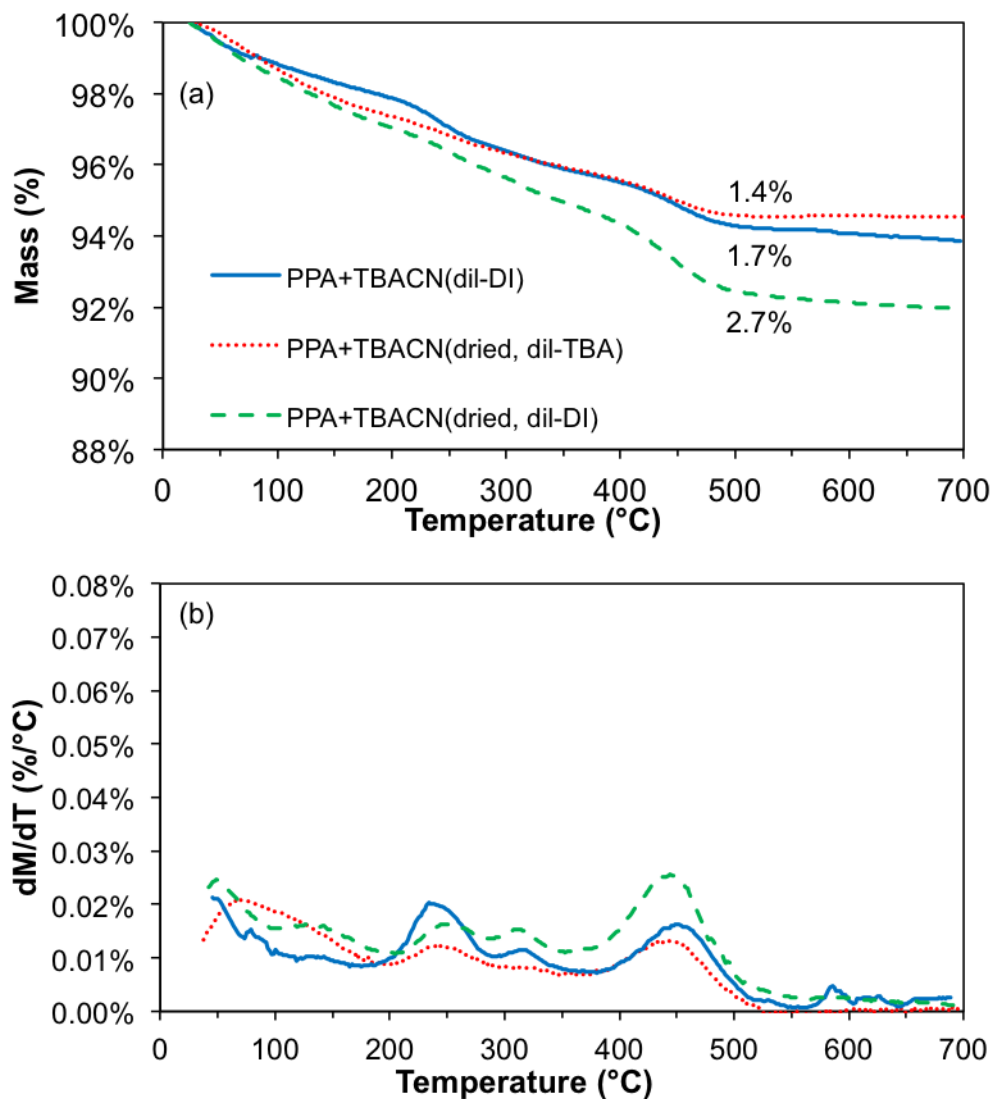 100%
98%
96%
94%
92%
90%
88%
Mass (%)
(a)
1.4%
1.7%
2.7%
PPA+TBACN(dil-DI)
PPA+TBACN(dried, dil-TBA)
PPA+TBACN(dried, dil-DI)
0 100 200 300 400 500 600 700
Temperature (°C)
0.08%
0.07%
0.06%
0.05%
0.04%
0.03%
0.02%
0.01%
0.00%
dM/dT (%/°C)
(b)
0 100 200 300 400 500 600 700
Temperature (°C)